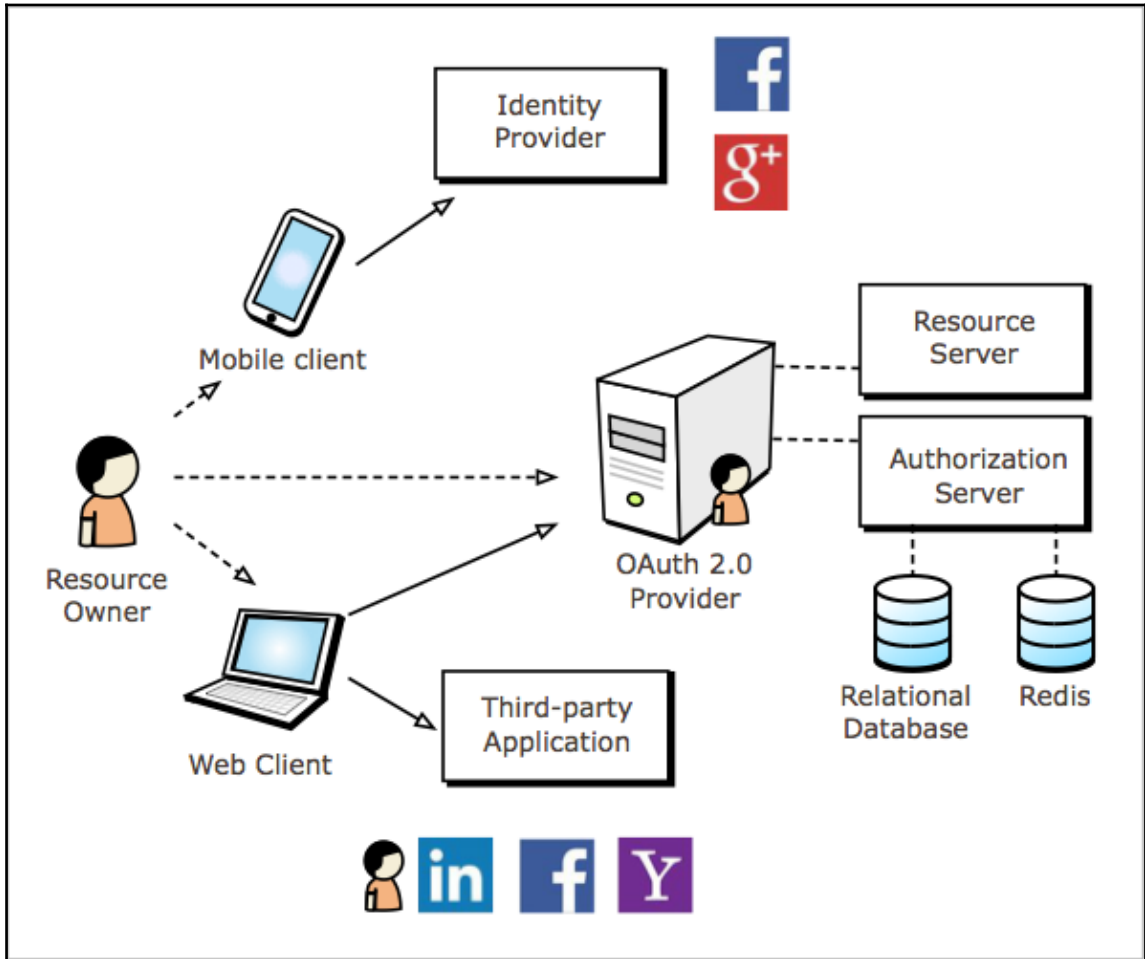 Identity
Provider
f
g+
Mobile client
Resource
Server
Authorization
Server
Resource
Owner
OAuth 2.0
Provider
Relational
Database
Redis
Web Client
Third-party
Application
in
f
Y